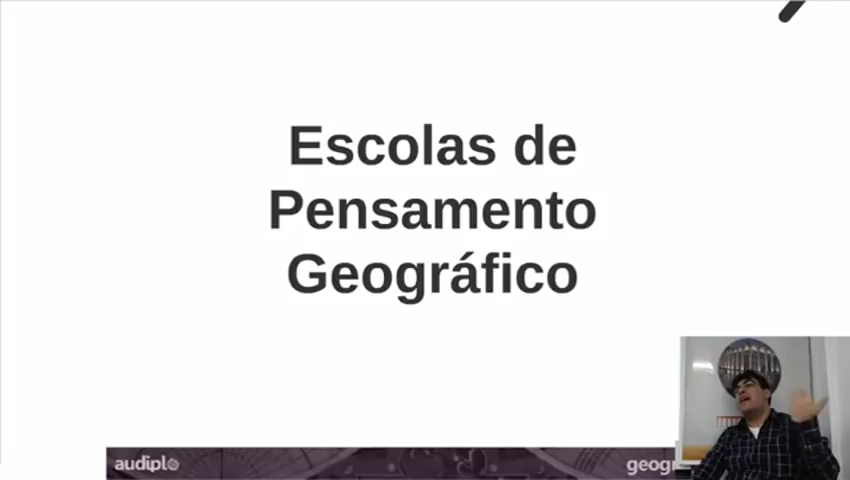 Escolas de
Pensamento
Geográfico
audiplo
geogr